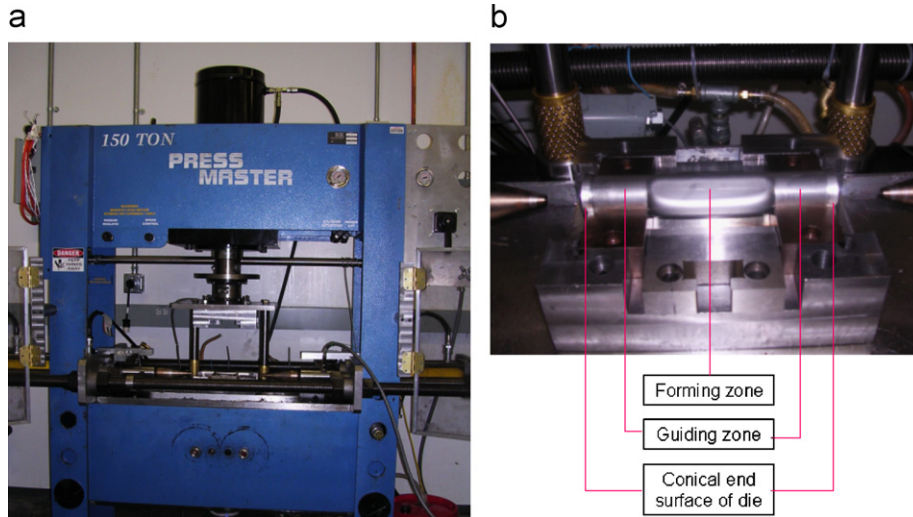 a
150 TON
PRESS
MASTER
DANGER
b
Forming zone
Guiding zone
Conical end
surface of die